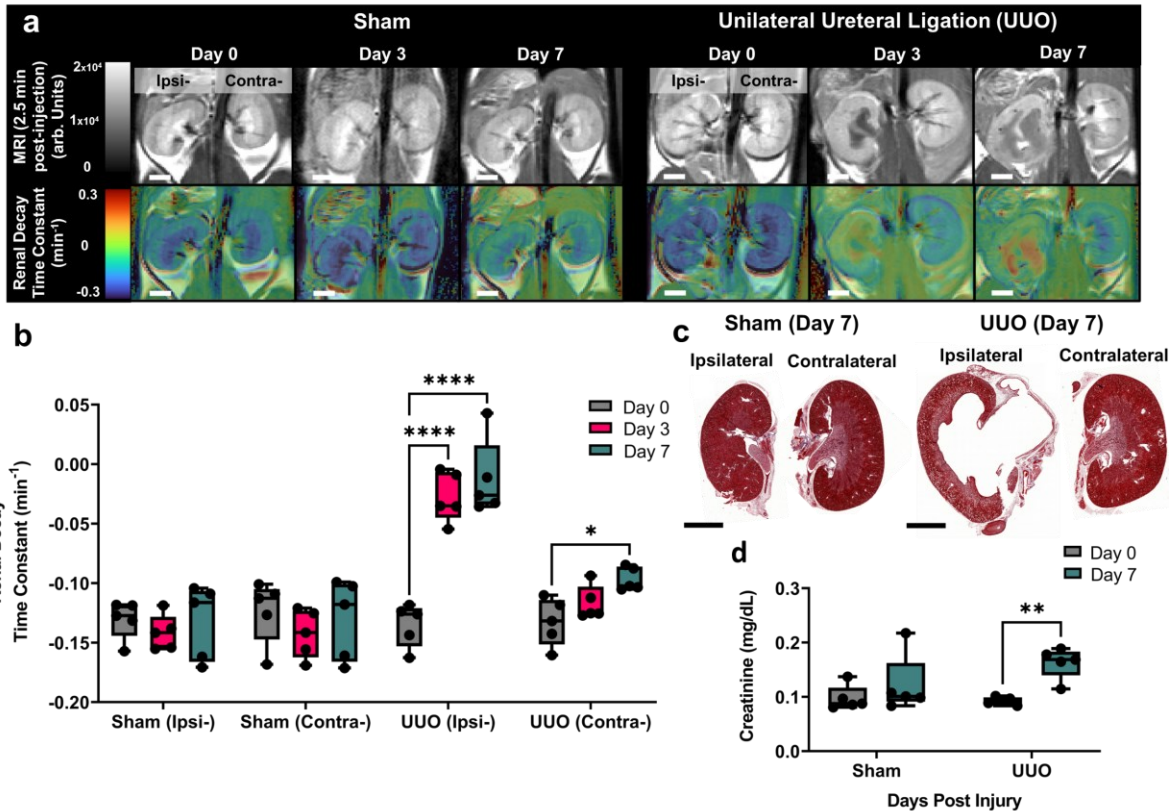 a
Sham
Unilateral Ureteral Ligation (UUO)
Day 0
Day 3
Day 7
Day 0
Day 3
Day 7
MRI (2.5 min
post-injection)
(arb. Units)
2x10⁴
1x10⁴
0
Ipsi-
Contra-
Ipsi-
Contra-
Renal Decay
Time Constant
(min⁻¹)
0.3
0
-0.3
b
Time Constant (min⁻¹)
0.05
0.00
-0.05
-0.10
-0.15
-0.20
****
****
*
Day 0
Day 3
Day 7
Sham (Ipsi-)
Sham (Contra-)
UUO (Ipsi-)
UUO (Contra-)
c
Sham (Day 7)
UUO (Day 7)
Ipsilateral
Contralateral
Ipsilateral
Contralateral
d
Day 0
Day 7
Creatinine (mg/dL)
0.3
0.2
0.1
0.0
**
Sham
UUO
Days Post Injury